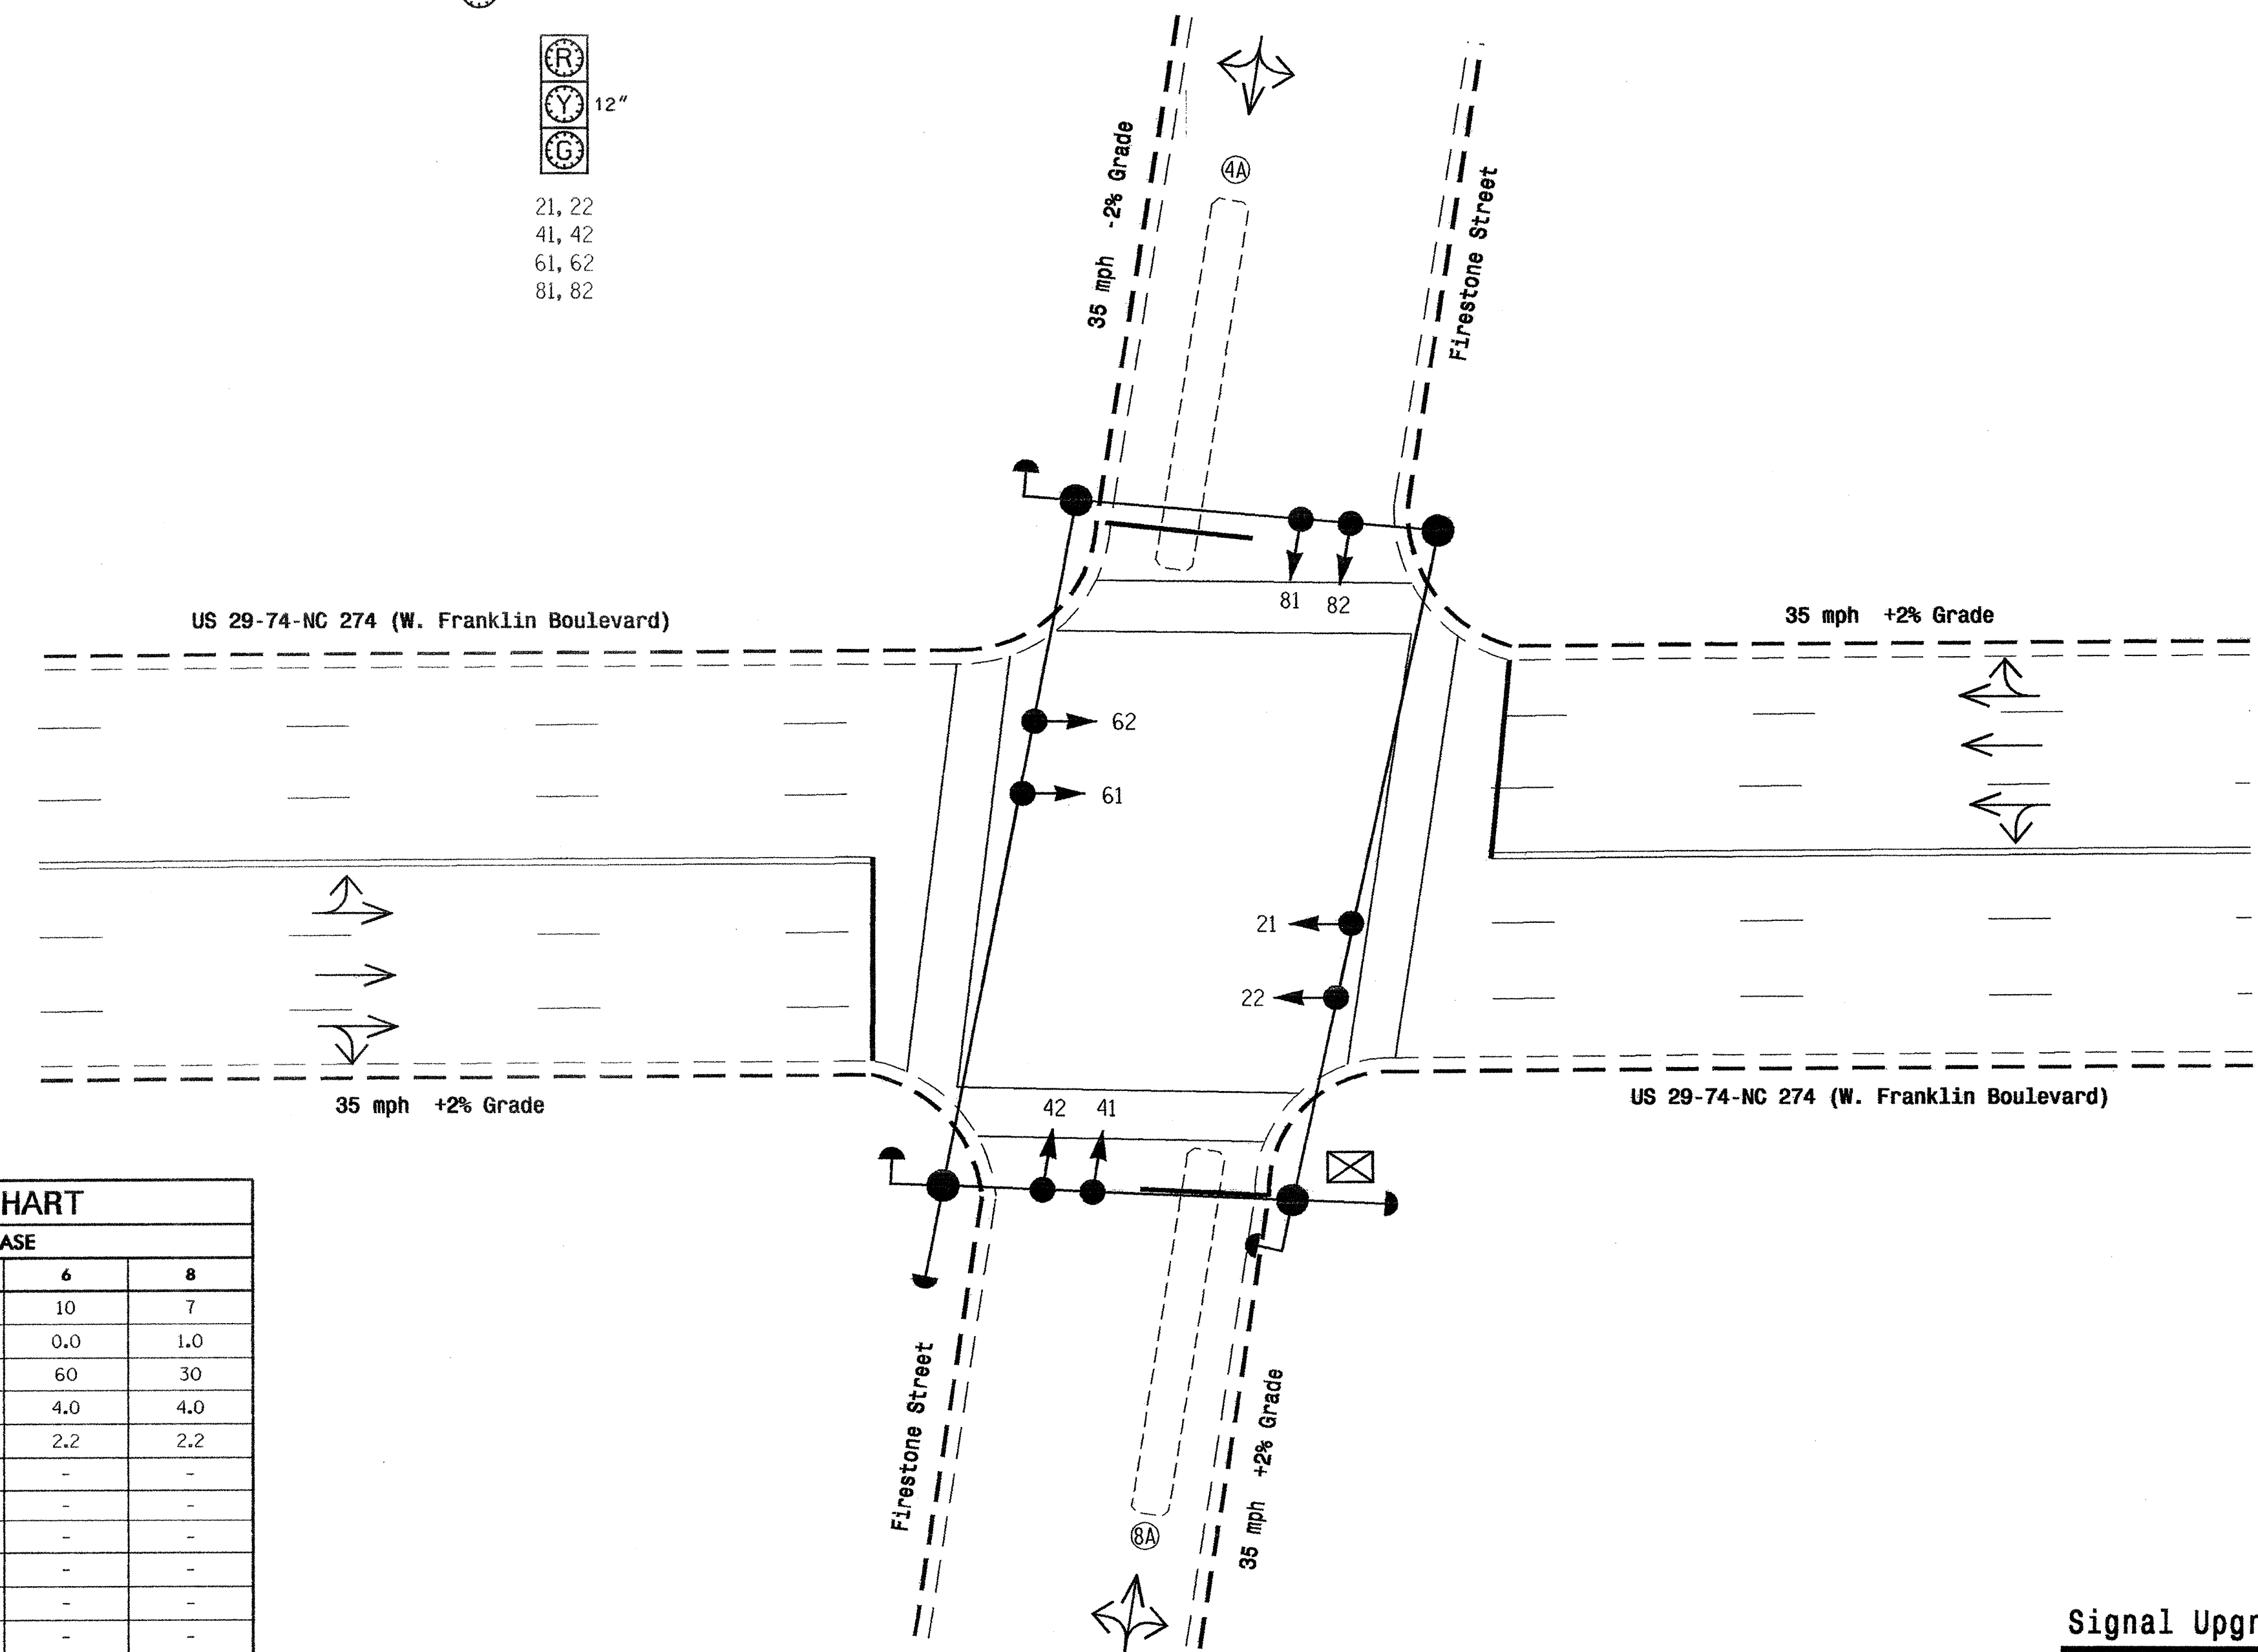 R
Y 12"
G
21, 22
41, 42
61, 62
81, 82
35 mph -2% Grade
4A
Firestone Street
81 82
US 29-74-NC 274 (W. Franklin Boulevard)
35 mph +2% Grade
62
61
21
22
35 mph +2% Grade
US 29-74-NC 274 (W. Franklin Boulevard)
42 41
Firestone Street
35 mph +2% Grade
8A
HART
ASE
6 8
10 7
0.0 1.0
60 30
4.0 4.0
2.2 2.2
- -
- -
- -
- -
- -
- -
Signal Upgr